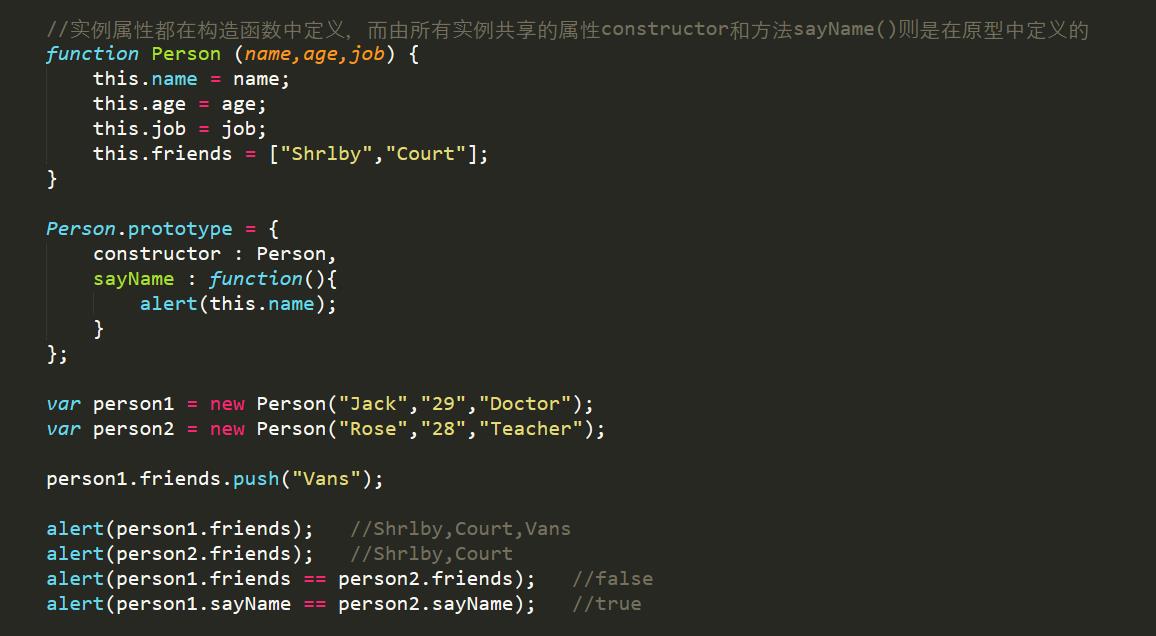 //实例属性都在构造函数中定义，而由所有实例共享的属性constructor和方法sayName()则是在原型中定义的
function Person (name,age,job) {
    this.name = name;
    this.age = age;
    this.job = job;
    this.friends = ["Shrlby","Court"];
}

Person.prototype = {
    constructor : Person,
    sayName : function(){
        alert(this.name);
    }
};

var person1 = new Person("Jack","29","Doctor");
var person2 = new Person("Rose","28","Teacher");

person1.friends.push("Vans");

alert(person1.friends);   //Shrlby,Court,Vans
alert(person2.friends);   //Shrlby,Court
alert(person1.friends == person2.friends);   //false
alert(person1.sayName == person2.sayName);   //true